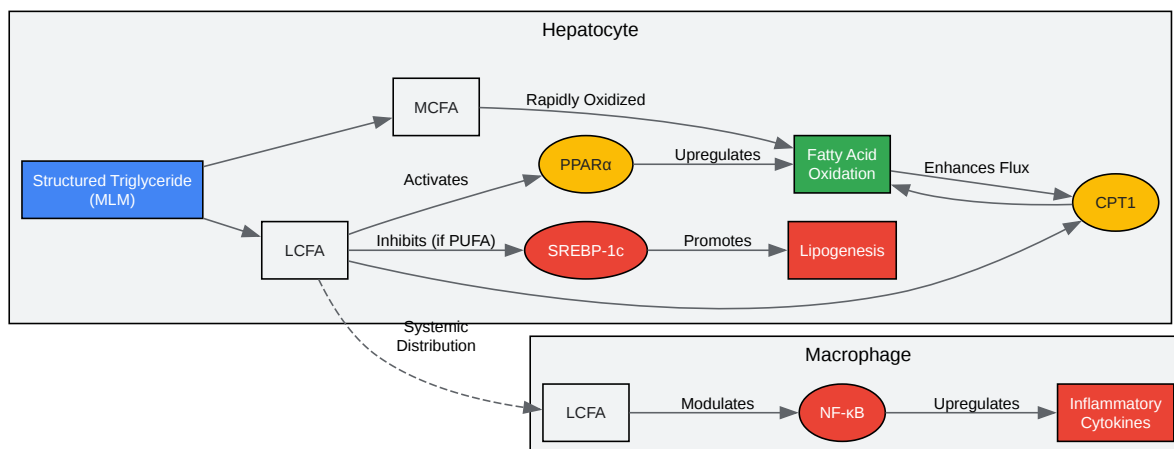 Hepatocyte
MCFA
Rapidly Oxidized
Structured Triglyceride
(MLM)
Activates
PPARα
Upregulates
Fatty Acid
Oxidation
Enhances Flux
CPT1
LCFA
Inhibits (if PUFA)
SREBP-1c
Promotes
Lipogenesis
Systemic
Distribution
Macrophage
LCFA
Modulates
NF-κB
Upregulates
Inflammatory
Cytokines